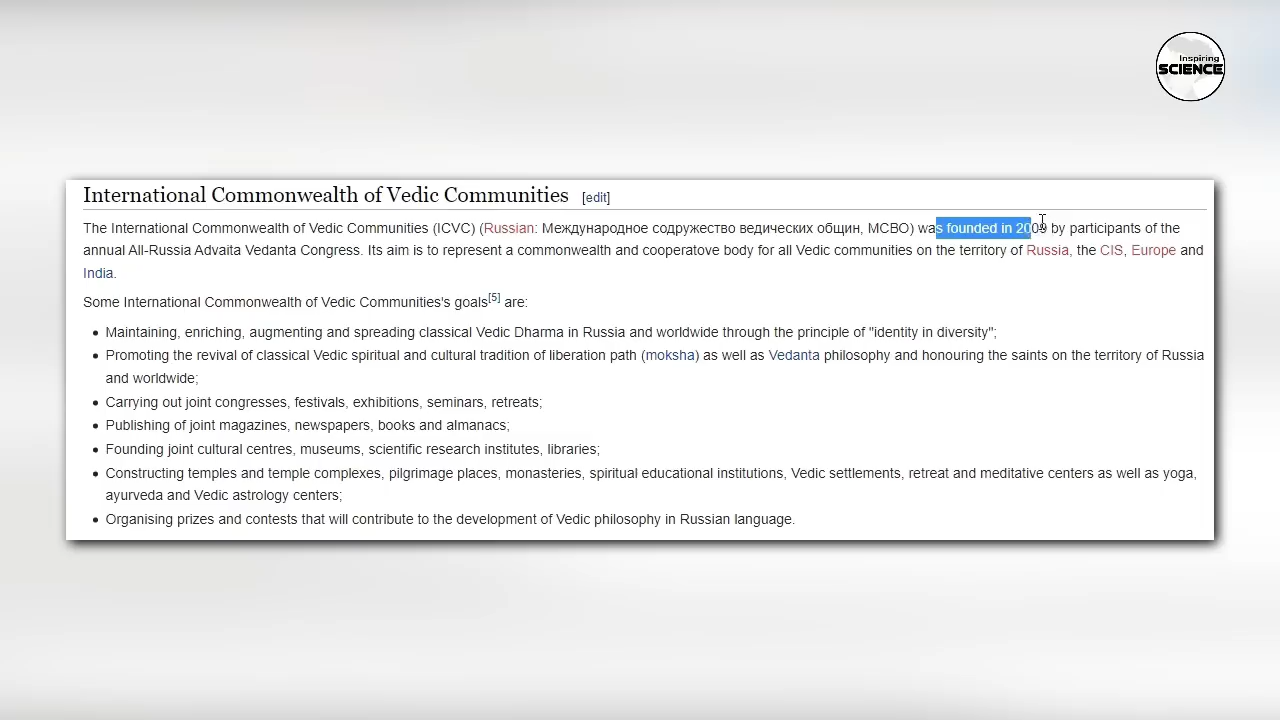 Inspiring
SCIENCE
International Commonwealth of Vedic Communities [edit]
The International Commonwealth of Vedic Communities (ICVC) (Russian: Международное содружество ведических общин, МСВО) was founded in 2009 by participants of the
annual All-Russia Advaita Vedanta Congress. Its aim is to represent a commonwealth and cooperatove body for all Vedic communities on the territory of Russia, the CIS, Europe and
India.
Some International Commonwealth of Vedic Communities's goals[5] are:
• Maintaining, enriching, augmenting and spreading classical Vedic Dharma in Russia and worldwide through the principle of "identity in diversity";
• Promoting the revival of classical Vedic spiritual and cultural tradition of liberation path (moksha) as well as Vedanta philosophy and honouring the saints on the territory of Russia
and worldwide;
• Carrying out joint congresses, festivals, exhibitions, seminars, retreats;
• Publishing of joint magazines, newspapers, books and almanacs;
• Founding joint cultural centres, museums, scientific research institutes, libraries;
• Constructing temples and temple complexes, pilgrimage places, monasteries, spiritual educational institutions, Vedic settlements, retreat and meditative centers as well as yoga,
ayurveda and Vedic astrology centers;
• Organising prizes and contests that will contribute to the development of Vedic philosophy in Russian language.